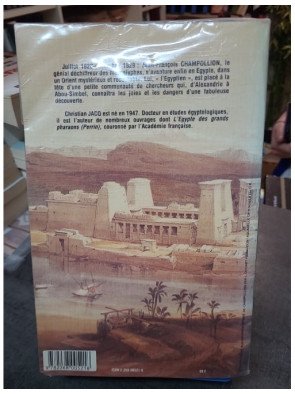 Juillet 1828 1829 : Jean-François CHAMPOLLION, le
génial déchiffreur des hiéroglyphes, s'aventure enfin en Egypte, dans
un Orient mystérieux et « l'Egyptien », est placé à la
tête d'une petite communauté de chercheurs qui, d'Alexandrie à
Abou-Simbel, connaîtra les joies et les dangers d'une fabuleuse
découverte.
Christian JACQ est né en 1947. Docteur en études égyptologiques,
il est l'auteur de nombreux ouvrages dont L'Egypte des grands
pharaons (Perrin), couronné par l'Académie française.